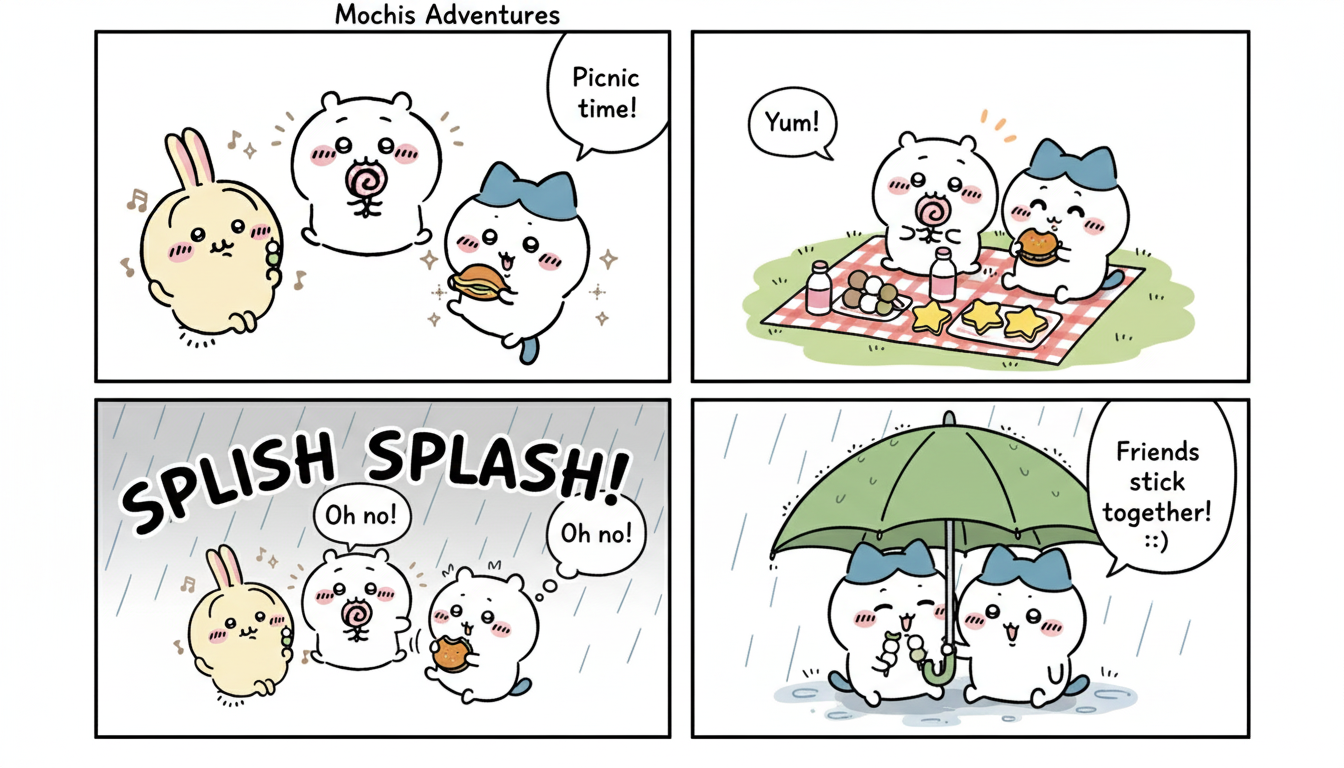 Mochis Adventures
Picnic
time!
Yum!
SPLISH SPLASH!
Oh no!
Oh no!
Friends
stick
together!
::)